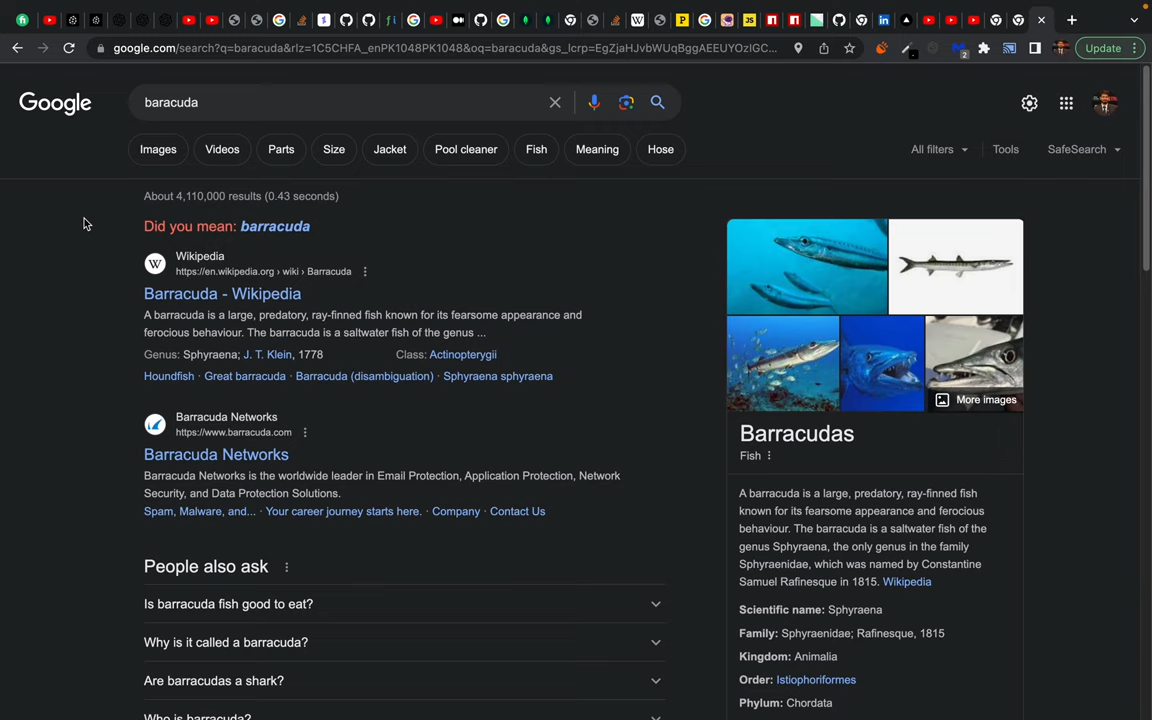 google.com/search?q=baracuda&rlz=1C5CHFA_enPK1048PK1048&oq=baracuda&gs_lcrp=EgZjaHJvbWUqBggAEEUYOzIGC...
2
Update
Google
baracuda
Images
Videos
Parts
Size
Jacket
Pool cleaner
Fish
Meaning
Hose
All filters
Tools
SafeSearch
About 4,110,000 results (0.43 seconds)
Did you mean: barracuda
W
Wikipedia
https://en.wikipedia.org › wiki › Barracuda
Barracuda - Wikipedia
A barracuda is a large, predatory, ray-finned fish known for its fearsome appearance and
ferocious behaviour. The barracuda is a saltwater fish of the genus ...
Genus: Sphyraena; J. T. Klein, 1778
Class: Actinopterygii
Houndfish · Great barracuda · Barracuda (disambiguation) · Sphyraena sphyraena
Barracuda Networks
https://www.barracuda.com
Barracuda Networks
Barracuda Networks is the worldwide leader in Email Protection, Application Protection, Network
Security, and Data Protection Solutions.
Spam, Malware, and... · Your career journey starts here. · Company · Contact Us
People also ask
Is barracuda fish good to eat?
Why is it called a barracuda?
Are barracudas a shark?
Who is barracuda?
More images
Barracudas
Fish
A barracuda is a large, predatory, ray-finned fish
known for its fearsome appearance and ferocious
behaviour. The barracuda is a saltwater fish of the
genus Sphyraena, the only genus in the family
Sphyraenidae, which was named by Constantine
Samuel Rafinesque in 1815. Wikipedia
Scientific name: Sphyraena
Family: Sphyraenidae; Rafinesque, 1815
Kingdom: Animalia
Order: Istiophoriformes
Phylum: Chordata